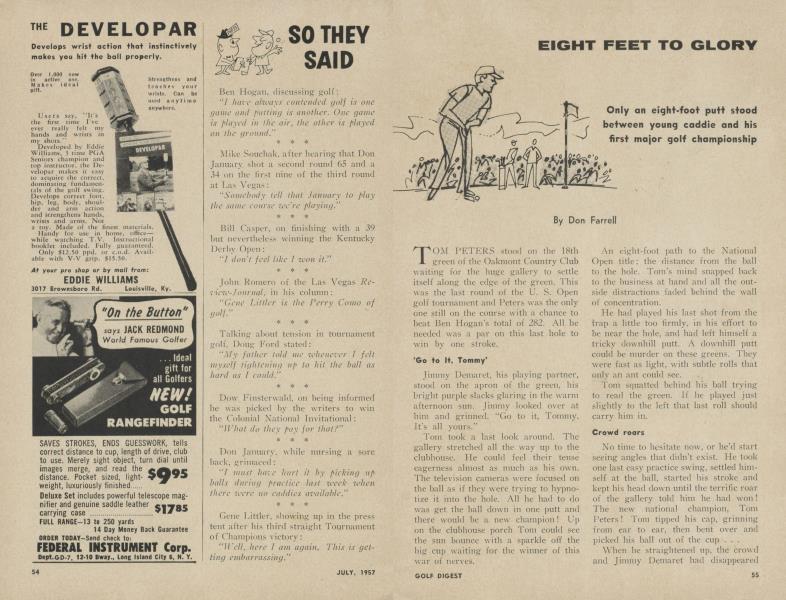 THE DEVELOPAR
Develops wrist action that instinctively
makes you hit the ball properly.
Over 1,000 now
in active use.
Makes ideal
gift.
Strengthens and
teaches your
wrists. Can be
used anytime
anywhere.
Users say, "It's
the first time I've
ever really felt my
hands and wrists in
my shots."
Developed by Eddie
Williams, 3 time PGA
Seniors champion and
top instructor, the De-
velopar makes it easy
to acquire the correct,
dominating fundamen-
tals of the golf swing.
Develops correct foot,
hip, leg, body, shoul-
der and arm action
and strengthens hands,
wrists and arms. Not
a toy. Made of the finest materials.
Handy for use in home, office—
while watching T.V. Instructional
booklet included. Fully guaranteed.
Only $12.50 ppd. or c.o.d. Avail-
able with V-V grip. $15.50.
DEVELOPAR
At your pro shop or by mail from:
EDDIE WILLIAMS
3017 Brownsboro Rd. Louisville, Ky.
"On the Button"
says JACK REDMOND
World Famous Golfer
. . . Ideal
gift for
all Golfers
NEW!
GOLF
RANGEFINDER
SAVES STROKES, ENDS GUESSWORK, tells
correct distance to cup, length of drive, club
to use. Merely sight object, turn dial until
images merge, and read the
distance. Pocket sized, light-
weight, luxuriously finished.....
$9.95
Deluxe Set includes powerful telescope mag-
nifier and genuine saddle leather
carrying case
$17.85
FULL RANGE—13 to 250 yards
14 Day Money Back Guarantee
ORDER TODAY—Send check to:
FEDERAL INSTRUMENT Corp.
Dept. GD-7, 12-10 Bway., Long Island City 6, N. Y.
54
SO THEY
SAID
Ben Hogan, discussing golf:
"I have always contended golf is one
game and putting is another. One game
is played in the air, the other is played
on the ground."
* * *
Mike Souchak, after hearing that Don
January shot a second round 65 and a
34 on the first nine of the third round
at Las Vegas:
"Somebody tell that January to play
the same course we're playing."
* * *
Bill Casper, on finishing with a 39
but nevertheless winning the Kentucky
Derby Open:
"I don't feel like I won it."
* * *
John Romero of the Las Vegas Re-
view-Journal, in his column:
"Gene Littler is the Perry Como of
golf."
* * *
Talking about tension in tournament
golf, Doug Ford stated:
"My father told me whenever I felt
myself tightening up to hit the ball as
hard as I could."
* * *
Dow Finsterwald, on being informed
he was picked by the writers to win
the Colonial National Invitational:
"What do they pay for that?"
* * *
Don January, while nursing a sore
back, grimaced:
"I must have hurt it by picking up
balls during practice last week when
there were no caddies available."
* * *
Gene Littler, showing up in the press
tent after his third straight Tournament
of Champions victory:
"Well, here I am again. This is get-
ting embarrassing."
JULY, 1957
EIGHT FEET TO GLORY
Only an eight-foot putt stood
between young caddie and his
first major golf championship
By Don Farrell
TOM PETERS stood on the 18th
green of the Oakmont Country Club
waiting for the huge gallery to settle
itself along the edge of the green. This
was the last round of the U. S. Open
golf tournament and Peters was the only
one still on the course with a chance to
beat Ben Hogan's total of 282. All he
needed was a par on this last hole to
win by one stroke.
'Go to It, Tommy'
Jimmy Demaret, his playing partner,
stood on the apron of the green, his
bright purple slacks glaring in the warm
afternoon sun. Jimmy looked over at
him and grinned. "Go to it, Tommy.
It's all yours."
Tom took a last look around. The
gallery stretched all the way up to the
clubhouse. He could feel their tense
eagerness almost as much as his own.
The television cameras were focused on
the ball as if they were trying to hypno-
tize it into the hole. All he had to do
was get the ball down in one putt and
there would be a new champion! Up
on the clubhouse porch Tom could see
the sun bounce with a sparkle off the
big cup waiting for the winner of this
war of nerves.
An eight-foot path to the National
Open title; the distance from the ball
to the hole. Tom's mind snapped back
to the business at hand and all the out-
side distractions faded behind the wall
of concentration.
He had played his last shot from the
trap a little too firmly, in his effort to
be near the hole, and had left himself a
tricky downhill putt. A downhill putt
could be murder on these greens. They
were fast as light, with subtle rolls that
only an ant could see.
Tom squatted behind his ball trying
to read the green. If be played just
slightly to the left that last roll should
carry him in.
Crowd roars
No time to hesitate now, or he'd start
seeing angles that didn't exist. He took
one last easy practice swing, settled him-
self at the ball, started his stroke and
kept his head down until the terrific roar
of the gallery told him he had won!
The new national champion, Tom
Peters! Tom tipped his cap, grinning
from ear to ear, then bent over and
picked his ball out of the cup . . .
When he straightened up, the crowd
and Jimmy Demaret had disappeared
GOLF DIGEST
55